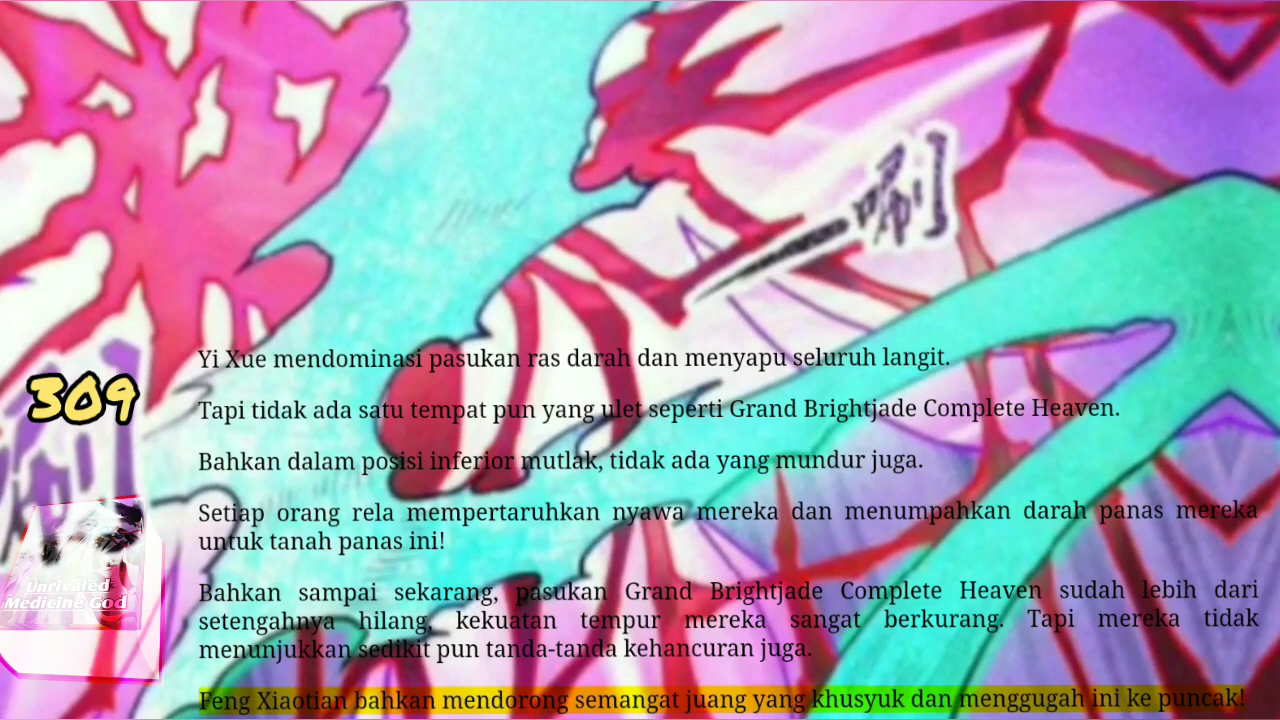 唰
Yi Xue mendominasi pasukan ras darah dan menyapu seluruh langit.
309
Tapi tidak ada satu tempat pun yang ulet seperti Grand Brightjade Complete Heaven.
Bahkan dalam posisi inferior mutlak, tidak ada yang mundur juga.
Setiap orang rela mempertaruhkan nyawa mereka dan menumpahkan darah panas mereka
untuk tanah panas ini!
Unrivaled
Medicine God
Bahkan sampai sekarang, pasukan Grand Brightjade Complete Heaven sudah lebih dari
setengahnya hilang, kekuatan tempur mereka sangat berkurang. Tapi mereka tidak
menunjukkan sedikit pun tanda-tanda kehancuran juga.
Feng Xiaotian bahkan mendorong semangat juang yang khusyuk dan menggugah ini ke puncak!